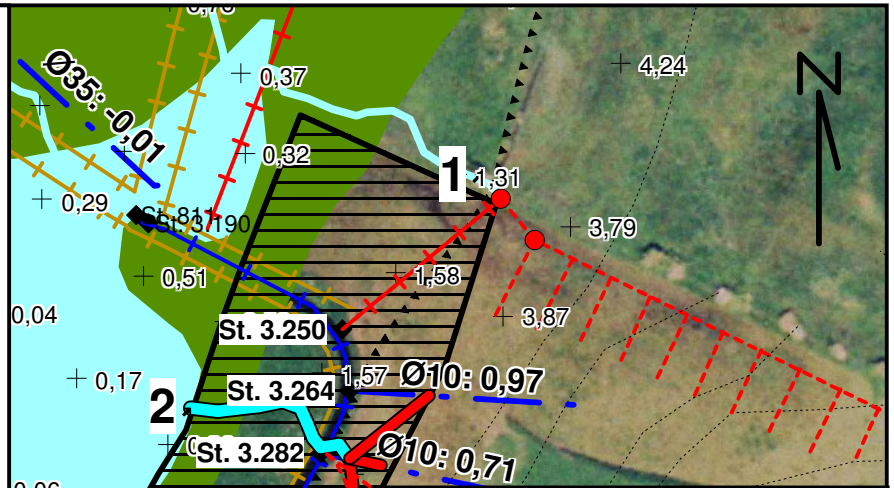 N
4,24
0,37
Ø35: -0,01
0,32
1
1,31
0,29
St. 811
St. 3.190
3,79
0,51
1,58
0,04
3,87
St. 3.250
1,57
Ø10: 0,97
0,17
St. 3.264
2
St. 3.282
Ø10: 0,71